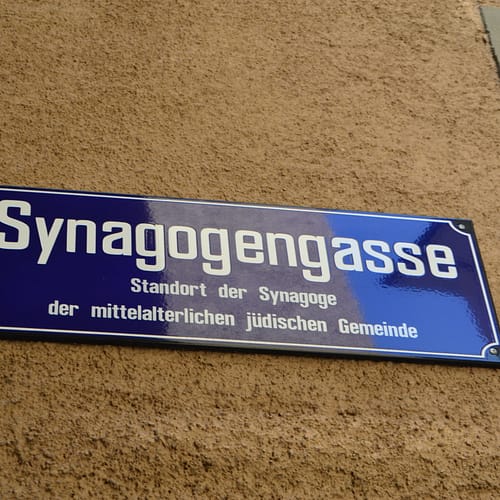 Synagogengasse
Standort der Synagoge
der mittelalterlichen jüdischen Gemeinde